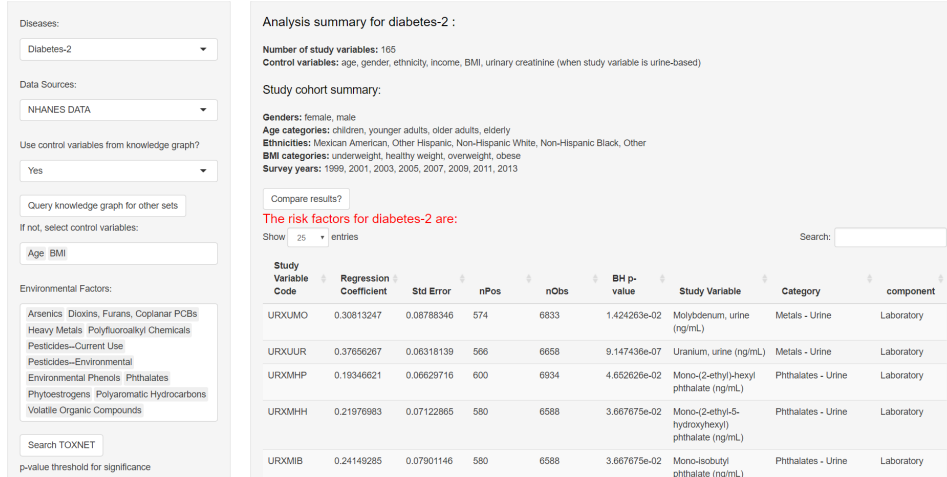 Diseases:
Diabetes-2
Data Sources:
NHANES DATA
Use control variables from knowledge graph?
Yes
Query knowledge graph for other sets
If not, select control variables:
Age BMI
Environmental Factors:
Arsenics Dioxins, Furans, Coplanar PCBs
Heavy Metals Polyfluoroalkyl Chemicals
Pesticides--Current Use
Pesticides--Environmental
Environmental Phenols Phthalates
Phytoestrogens Polyaromatic Hydrocarbons
Volatile Organic Compounds
Search TOXNET
p-value threshold for significance
Analysis summary for diabetes-2 :
Number of study variables: 165
Control variables: age, gender, ethnicity, income, BMI, urinary creatinine (when study variable is urine-based)
Study cohort summary:
Genders: female, male
Age categories: children, younger adults, older adults, elderly
Ethnicities: Mexican American, Other Hispanic, Non-Hispanic White, Non-Hispanic Black, Other
BMI categories: underweight, healthy weight, overweight, obese
Survey years: 1999, 2001, 2003, 2005, 2007, 2009, 2011, 2013
Compare results?
The risk factors for diabetes-2 are:
Show 25 entries Search:
Study
Variable Regression BH p-
Code Coefficient Std Error nPos nObs value Study Variable Category component
URXUMO 0.30813247 0.08788346 574 6833 1.424263e-02 Molybdenum, urine Metals - Urine Laboratory
(ng/mL)
URXUUR 0.37656267 0.06318139 566 6658 9.147436e-07 Uranium, urine (ng/mL) Metals - Urine Laboratory
URXMHP 0.19346621 0.06629716 600 6934 4.652626e-02 Mono-(2-ethyl)-hexyl Phthalates - Urine Laboratory
phthalate (ng/mL)
URXMHH 0.21976983 0.07122865 580 6588 3.667675e-02 Mono-(2-ethyl-5- Phthalates - Urine Laboratory
hydroxyhexyl)
phthalate (ng/mL)
URXMIB 0.24149285 0.07901146 580 6588 3.667675e-02 Mono-isobutyl Phthalates - Urine Laboratory
phthalate (ng/mL)